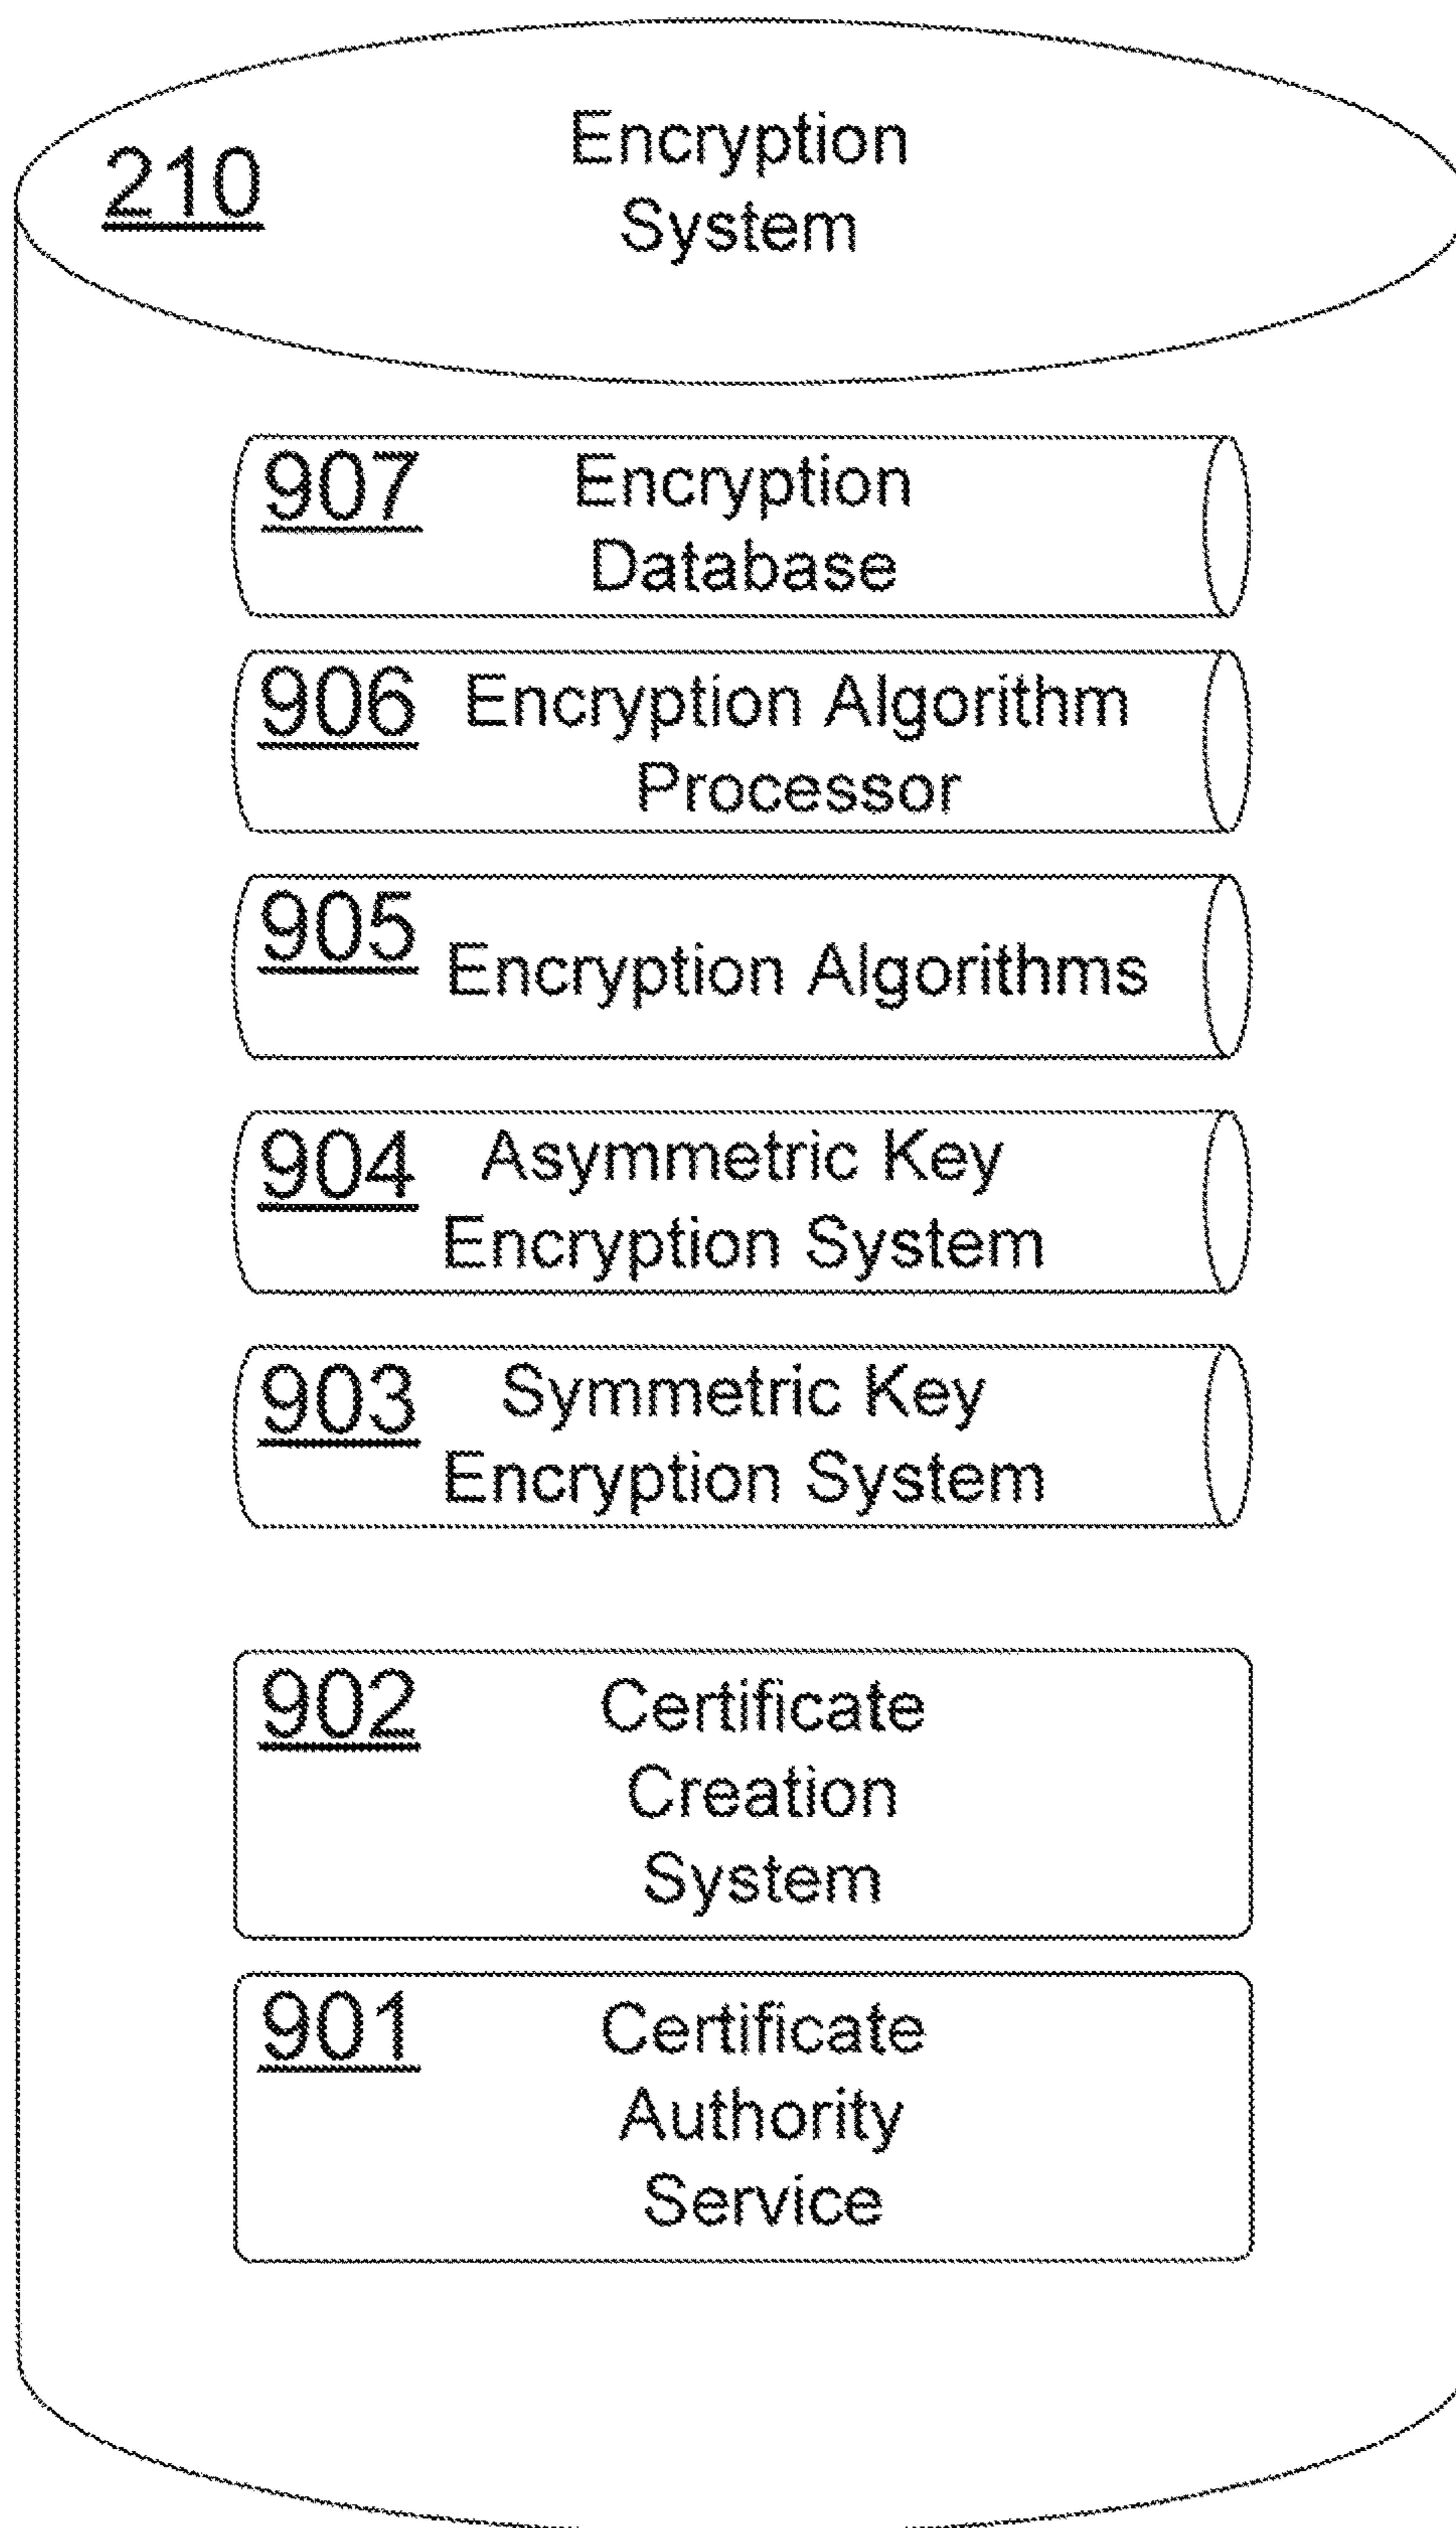 210
Encryption
System
907
Encryption
Database
906
Encryption Algorithm
Processor
905
Encryption Algorithms
904
Asymmetric Key
Encryption System
903
Symmetric Key
Encryption System
902
Certificate
Creation
System
901
Certificate
Authority
Service